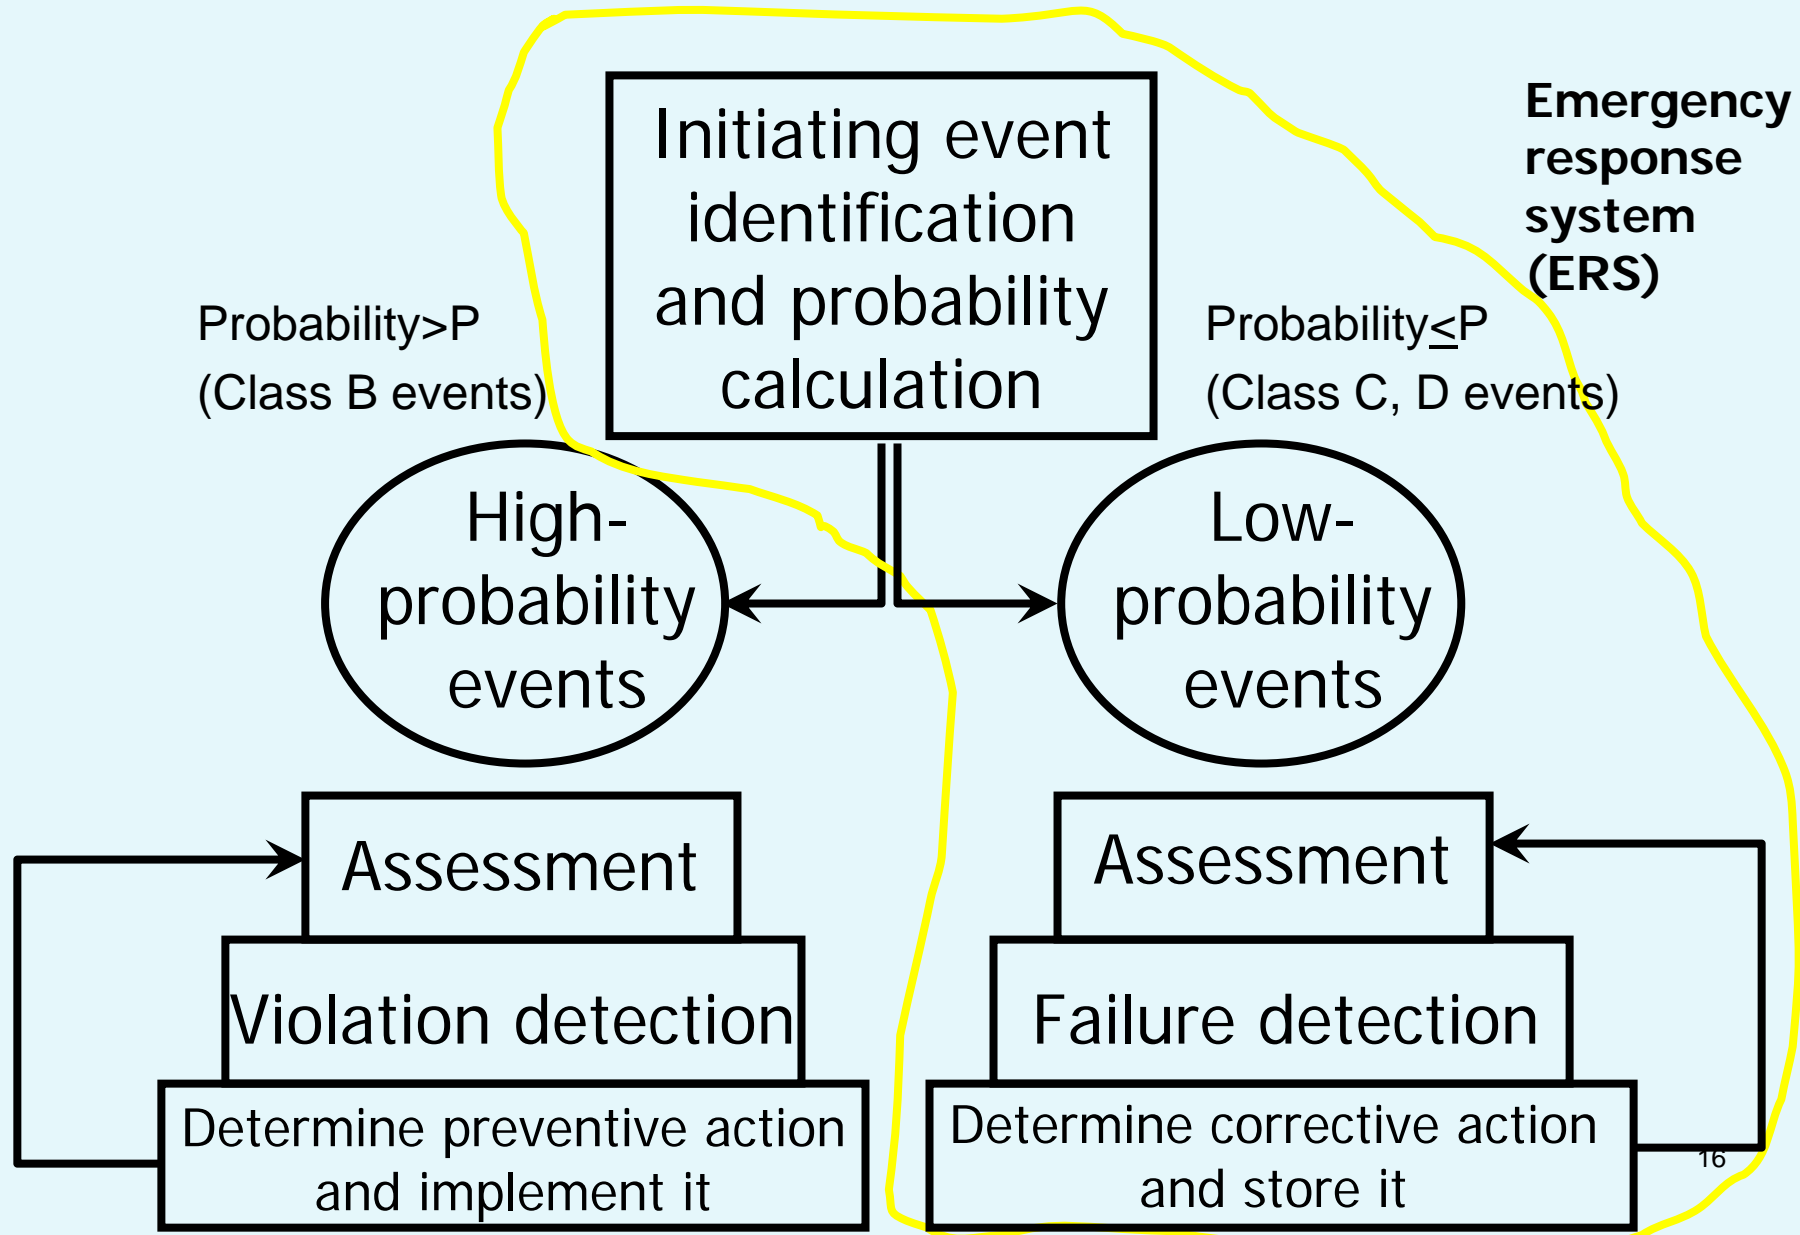 Initiating event
identification
and probability
calculation
Emergency
response
system
(ERS)
Probability>P
(Class B events)
Probability≤P
(Class C, D events)
High-
probability
events
Low-
probability
events
Assessment
Violation detection
Determine preventive action
and implement it
Assessment
Failure detection
Determine corrective action
and store it
16